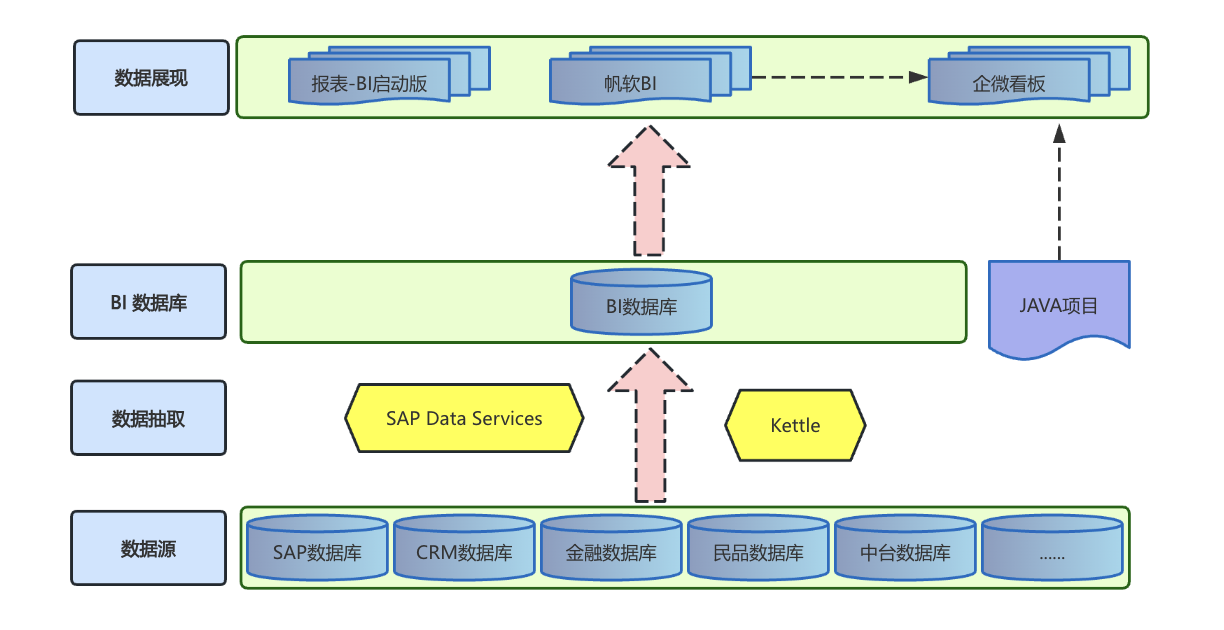 数据展现
报表-BI启动版
帆软BI
企微看板
BI 数据库
BI数据库
JAVA项目
数据抽取
SAP Data Services
Kettle
数据源
SAP数据库
CRM数据库
金融数据库
民品数据库
中台数据库
......